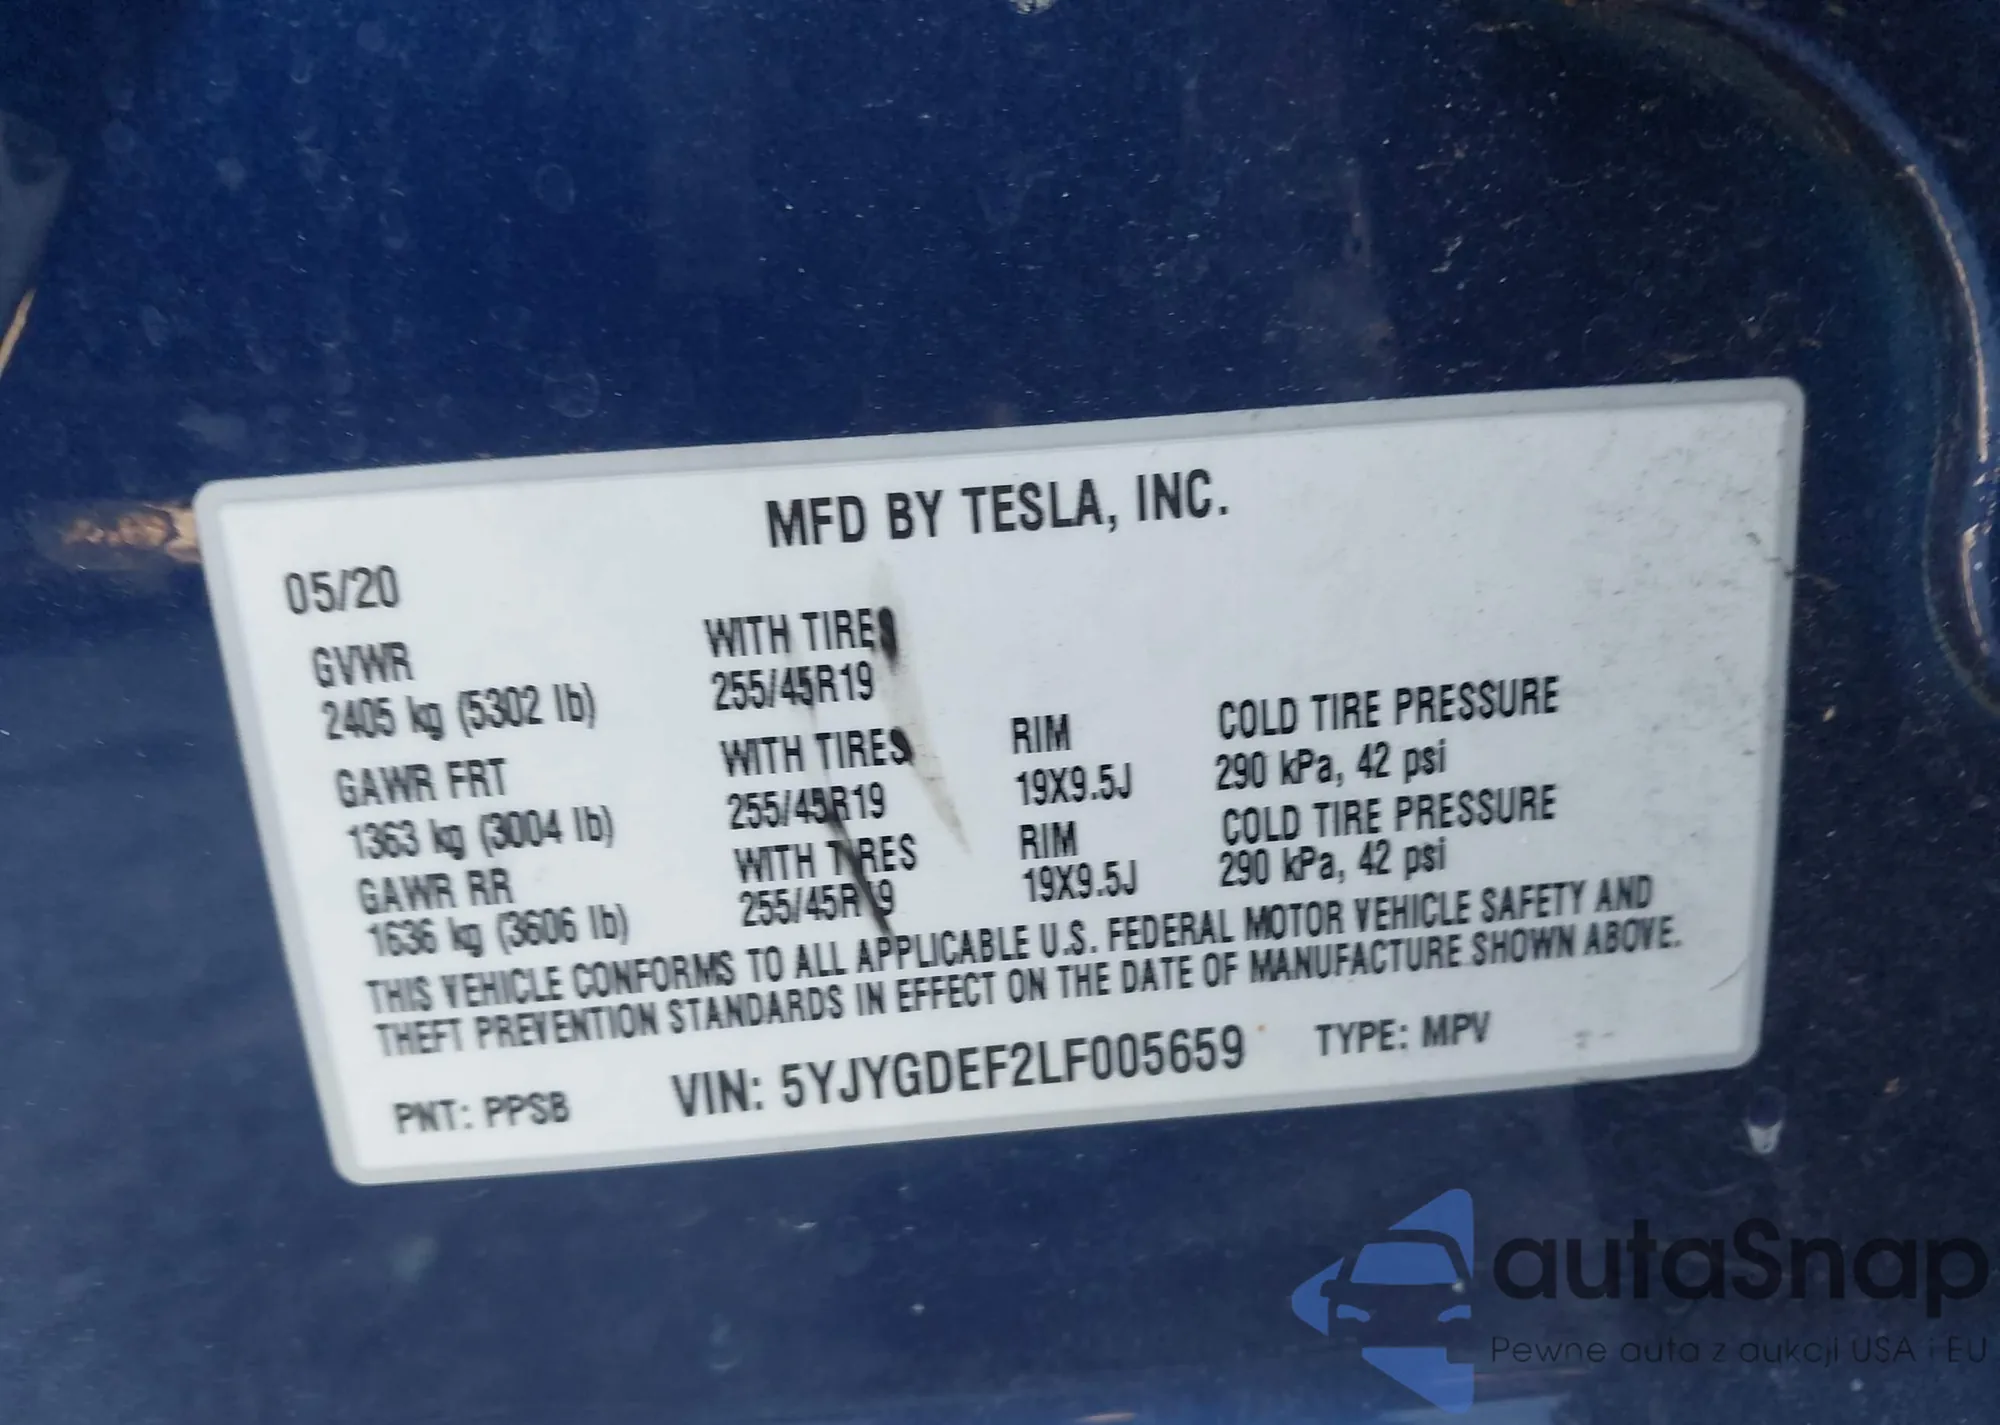 MFD BY TESLA, INC.
05/20
GVWR WITH TIRES
2405 kg (5302 lb) 255/45R19
GAWR FRT WITH TIRES RIM COLD TIRE PRESSURE
1363 kg (3004 lb) 255/45R19 19X9.5J 290 kPa, 42 psi
GAWR RR WITH TIRES RIM COLD TIRE PRESSURE
1636 kg (3606 lb) 255/45R19 19X9.5J 290 kPa, 42 psi
THIS VEHICLE CONFORMS TO ALL APPLICABLE U.S. FEDERAL MOTOR VEHICLE SAFETY AND
THEFT PREVENTION STANDARDS IN EFFECT ON THE DATE OF MANUFACTURE SHOWN ABOVE.
PNT: PPSB VIN: 5YJYGDEF2LF005659 TYPE: MPV
autaSnap
Pewne auta z aukcji USA i EU